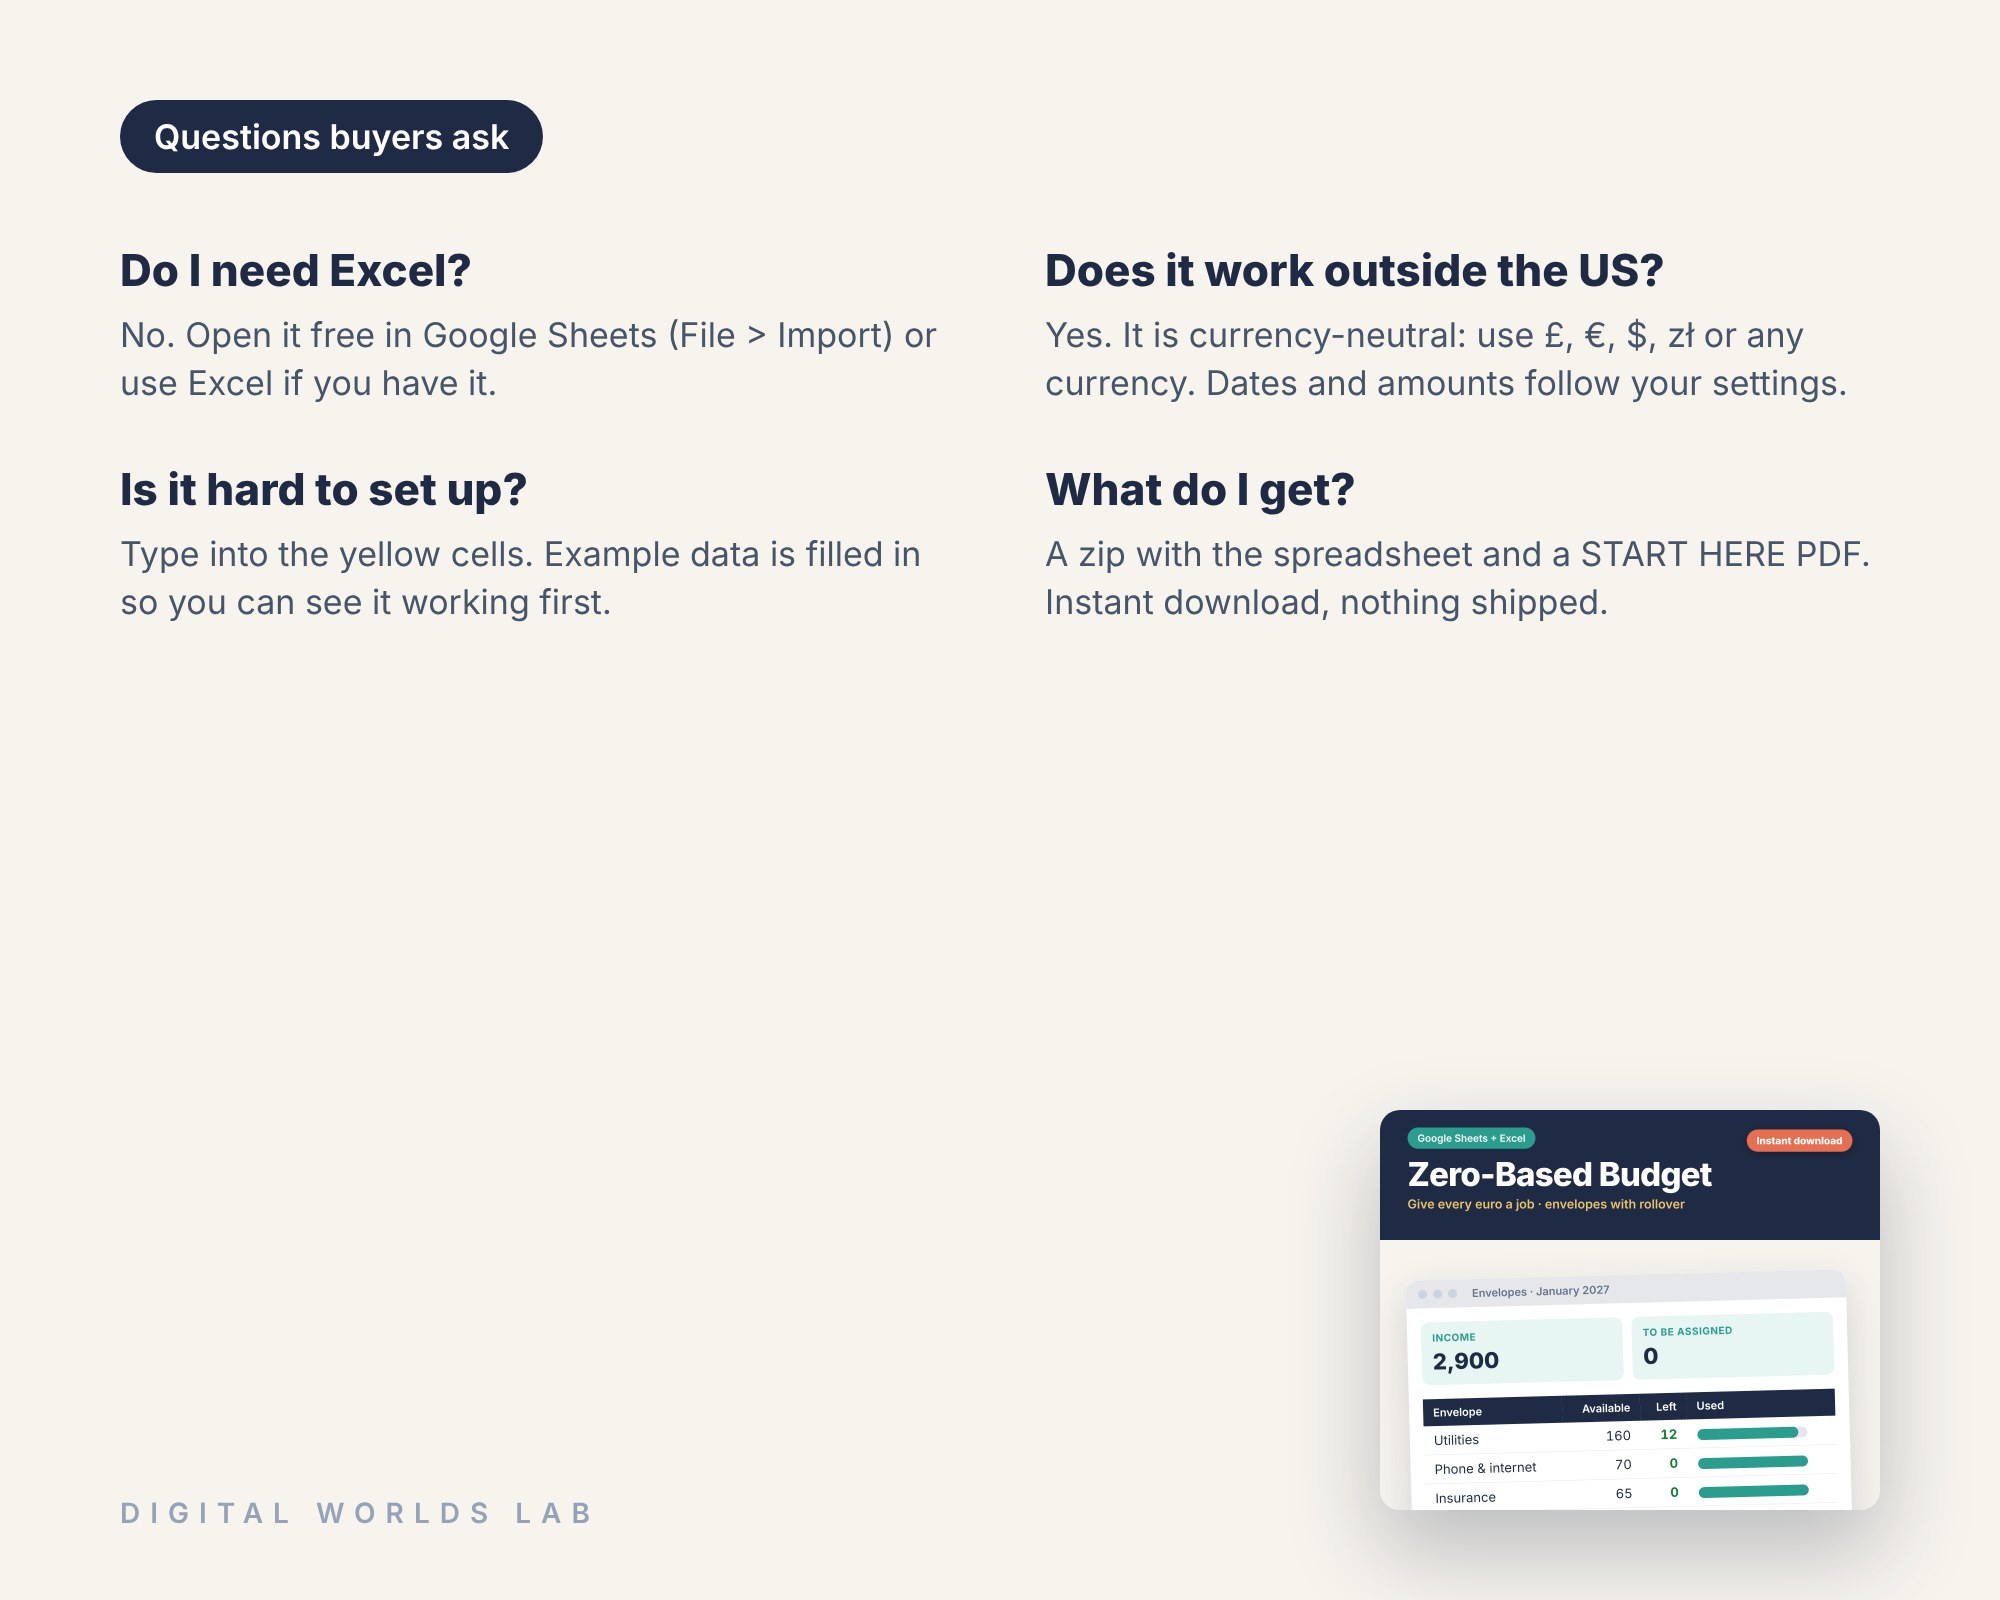 Questions buyers ask
Do I need Excel?
No. Open it free in Google Sheets (File > Import) or
use Excel if you have it.
Does it work outside the US?
Yes. It is currency-neutral: use £, €, $, zł or any
currency. Dates and amounts follow your settings.
Is it hard to set up?
Type into the yellow cells. Example data is filled in
so you can see it working first.
What do I get?
A zip with the spreadsheet and a START HERE PDF.
Instant download, nothing shipped.
Google Sheets + Excel
Instant download
Zero-Based Budget
Give every euro a job · envelopes with rollover
Envelopes · January 2027
INCOME
2,900
TO BE ASSIGNED
0
Envelope Available Left Used
Utilities 160 12
Phone & internet 70 0
Insurance 65 0
DIGITAL WORLDS LAB